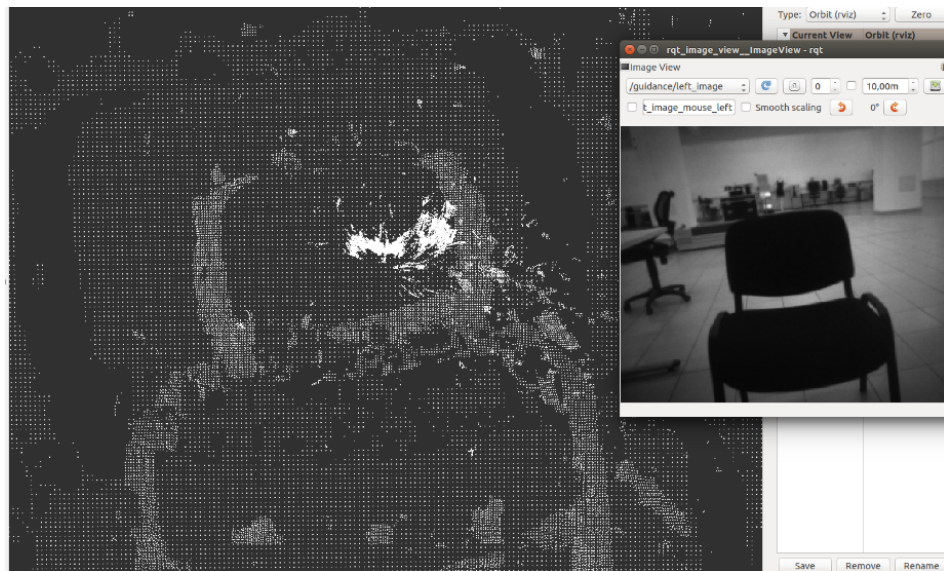 Type: Orbit (rviz) Zero
Current View Orbit (rviz)
rqt_image_view__ImageView - rqt
Image View
/guidance/left_image 0 10,00m
t_image_mouse_left Smooth scaling 0°
Save Remove Rename